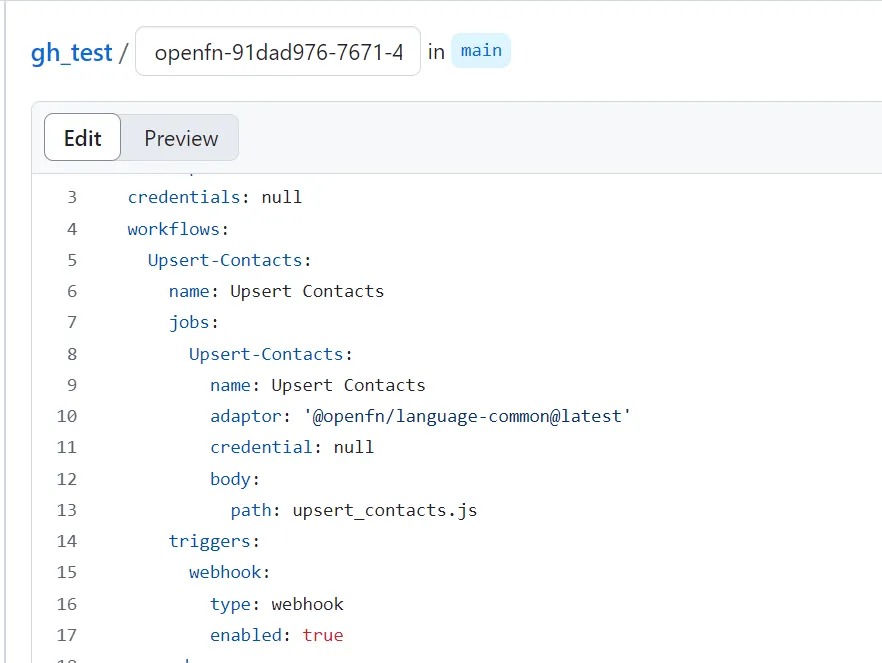 gh_test / openfn-91dad976-7671-4 in main
Edit Preview
3 credentials: null
4 workflows:
5 Upsert-Contacts:
6 name: Upsert Contacts
7 jobs:
8 Upsert-Contacts:
9 name: Upsert Contacts
10 adaptor: '@openfn/language-common@latest'
11 credential: null
12 body:
13 path: upsert_contacts.js
14 triggers:
15 webhook:
16 type: webhook
17 enabled: true